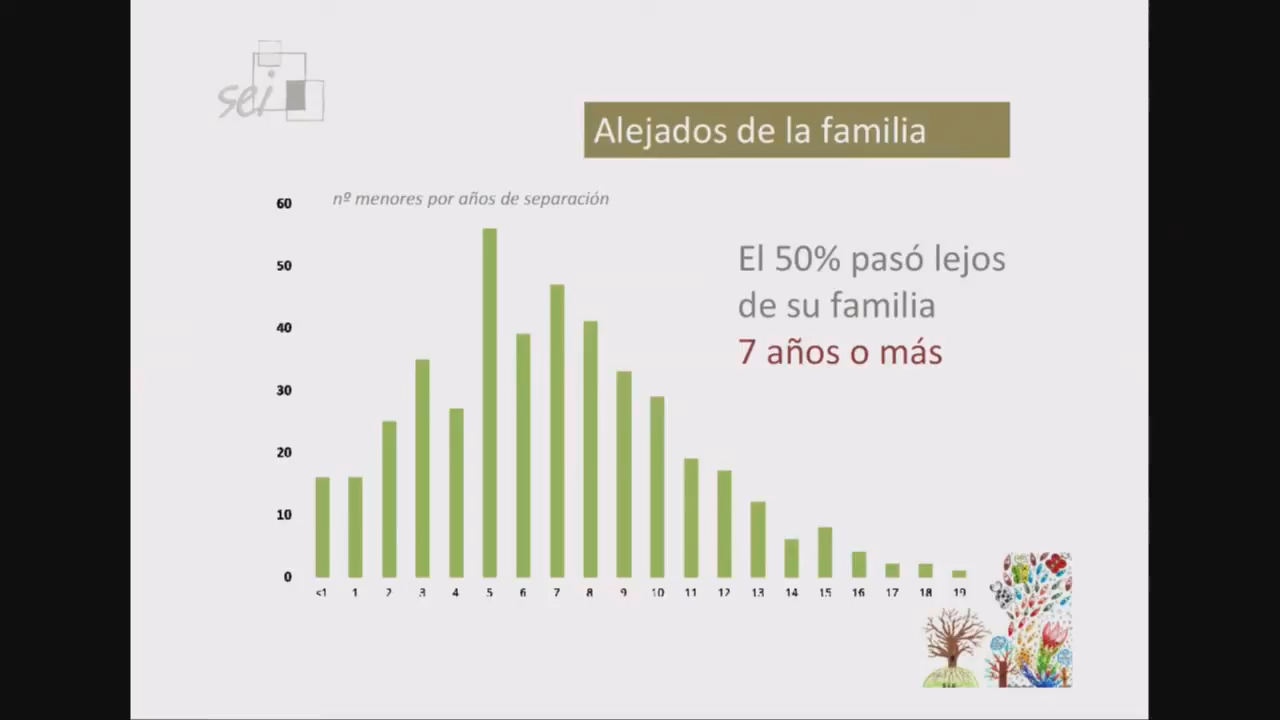 sei
Alejados de la familia
nº menores por años de separación
60
50
40
30
20
10
0
<1 1 2 3 4 5 6 7 8 9 10 11 12 13 14 15 16 17 18 19
El 50% pasó lejos
de su familia
7 años o más